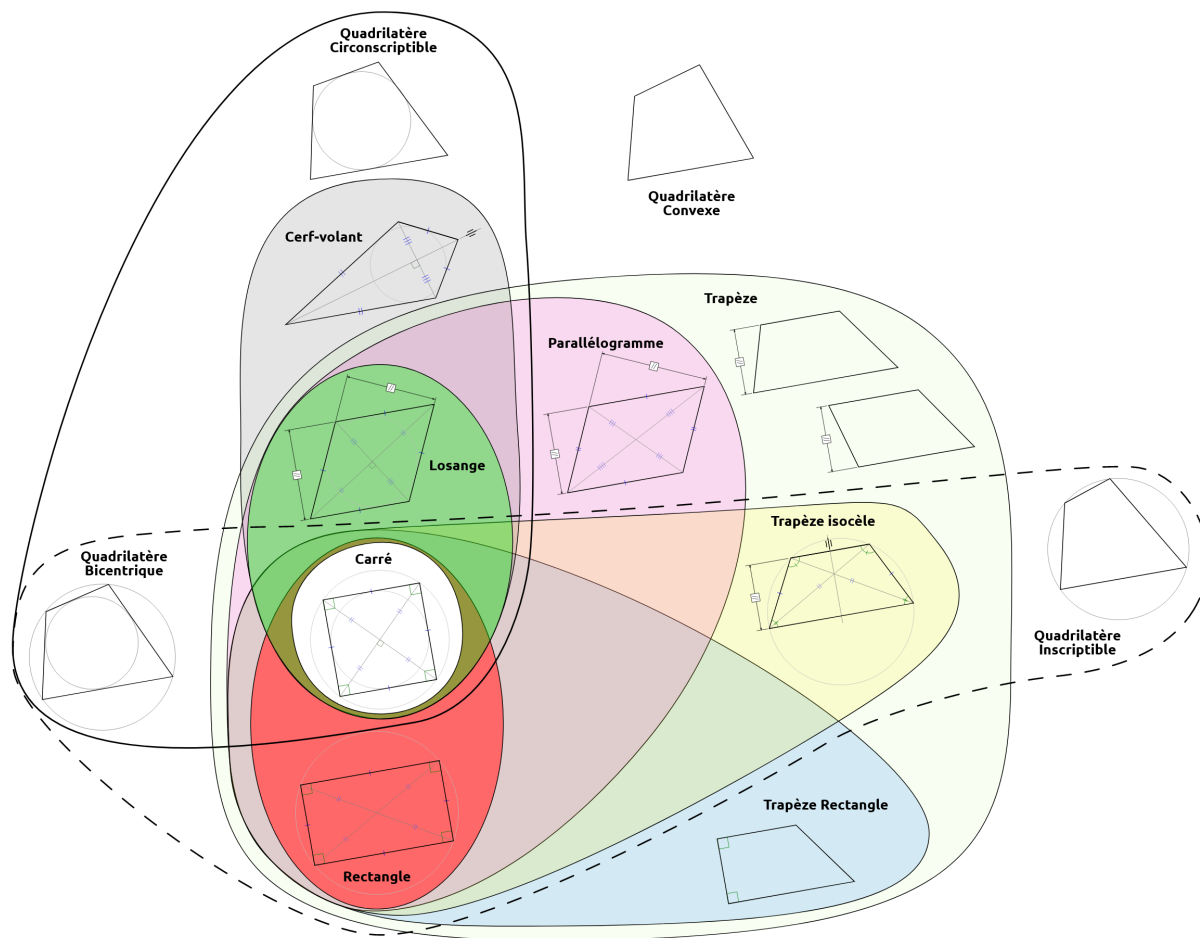 Quadrilatère
Circonscriptible
Quadrilatère
Convexe
Cerf-volant
Trapèze
Parallélogramme
Losange
Trapèze isocèle
Quadrilatère
Bicentrique
Carré
Quadrilatère
Inscriptible
Trapèze Rectangle
Rectangle